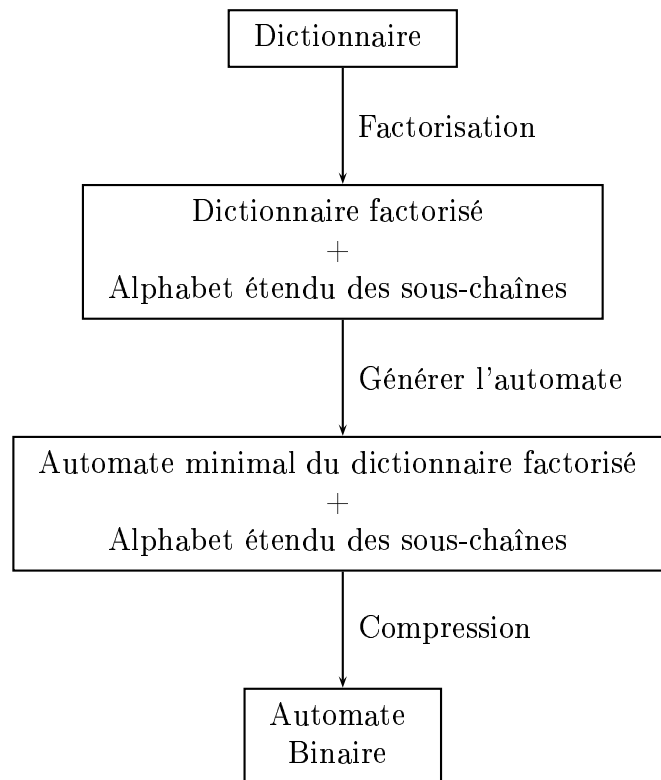 Dictionnaire
Factorisation
Dictionnaire factorisé
+
Alphabet étendu des sous-chaînes
Générer l'automate
Automate minimal du dictionnaire factorisé
+
Alphabet étendu des sous-chaînes
Compression
Automate
Binaire